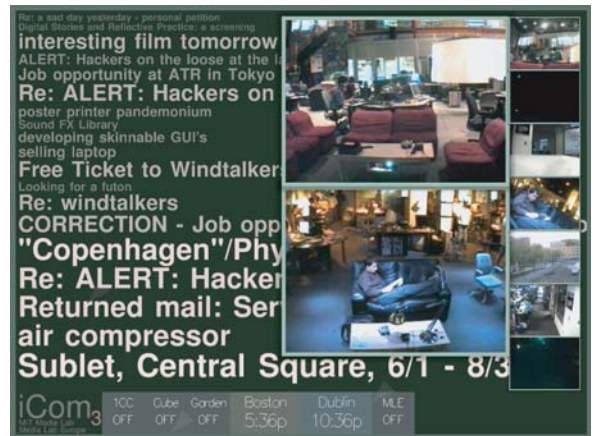 Re: a sad day yesterday - personal petition
Digital Stories and Reflective Practice: a screening
interesting film tomorrow
ALERT: Hackers on the loose at the
Job opportunity at ATR in Tokyo
Re: ALERT: Hackers on
poster printer pandemonium
Sound FX Library
developing skinnable GUI's
selling laptop
Free Ticket to Windtalkers
Looking for a futon
Re: windtalkers
CORRECTION - Job opp
"Copenhagen"/Phy
Re: ALERT: Hacker
Returned mail: Ser
air compressor
Sublet, Central Square, 6/1 - 8/3
iCom3
MIT Media Lab
Media Lab Europe
1CC Cube Garden Boston Dublin MLE
OFF OFF OFF 5:36p 10:36p OFF